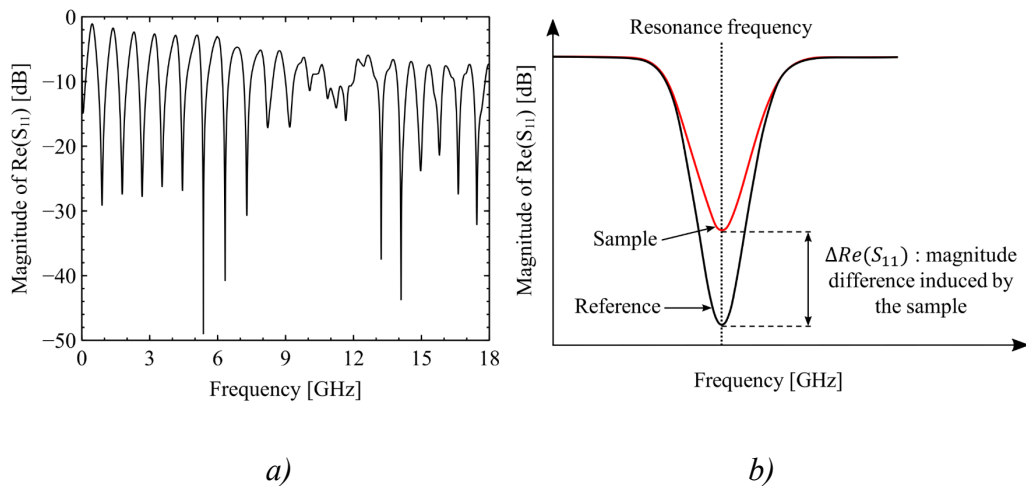 0
−10
−20
−30
−40
−50
Magnitude of Re(S₁₁) [dB]
0 3 6 9 12 15 18
Frequency [GHz]
a)
Resonance frequency
Magnitude of Re(S₁₁) [dB]
Sample
Reference
ΔRe(S₁₁) : magnitude
difference induced by
the sample
Frequency [GHz]
b)